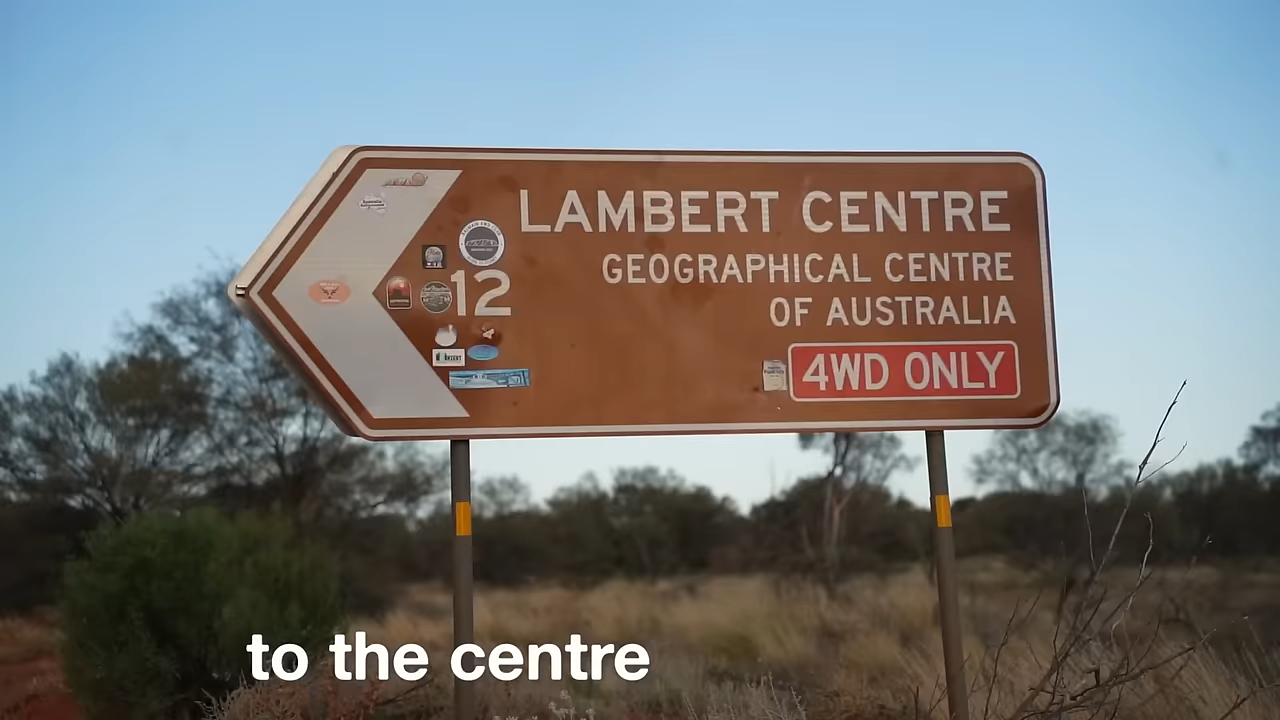 LAMBERT CENTRE
GEOGRAPHICAL CENTRE
12
OF AUSTRALIA
4WD ONLY
to the centre